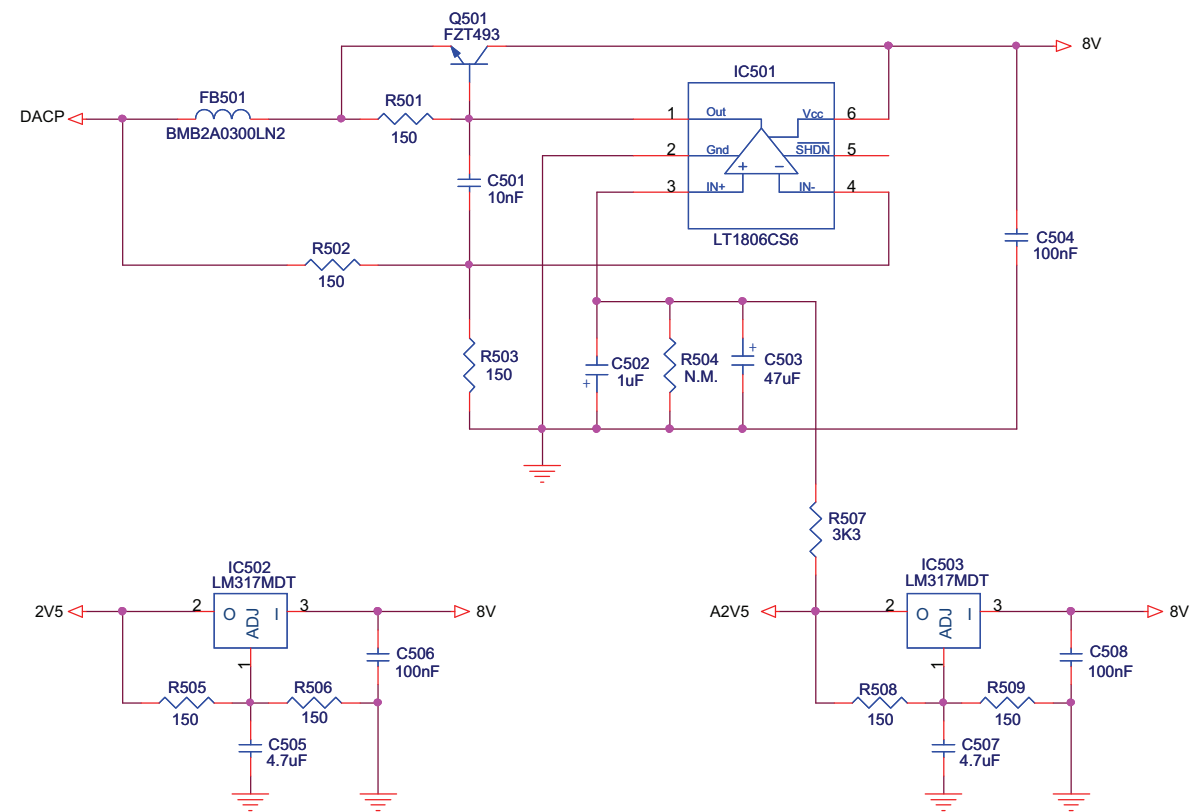 Q501
FZT493
8V
IC501
FB501
DACP
BMB2A0300LN2
R501
150
1 Out Vcc 6
2 Gnd SHDN 5
+ −
3 IN+ IN- 4
LT1806CS6
C501
10nF
C504
100nF
R502
150
R503
150
C502
1uF
+
R504
N.M.
+
C503
47uF
R507
3K3
IC502
LM317MDT
2V5
2 O ADJ I 3
8V
1
C506
100nF
R505
150
R506
150
C505
4.7uF
IC503
LM317MDT
A2V5
2 O ADJ I 3
8V
1
C508
100nF
R508
150
R509
150
C507
4.7uF